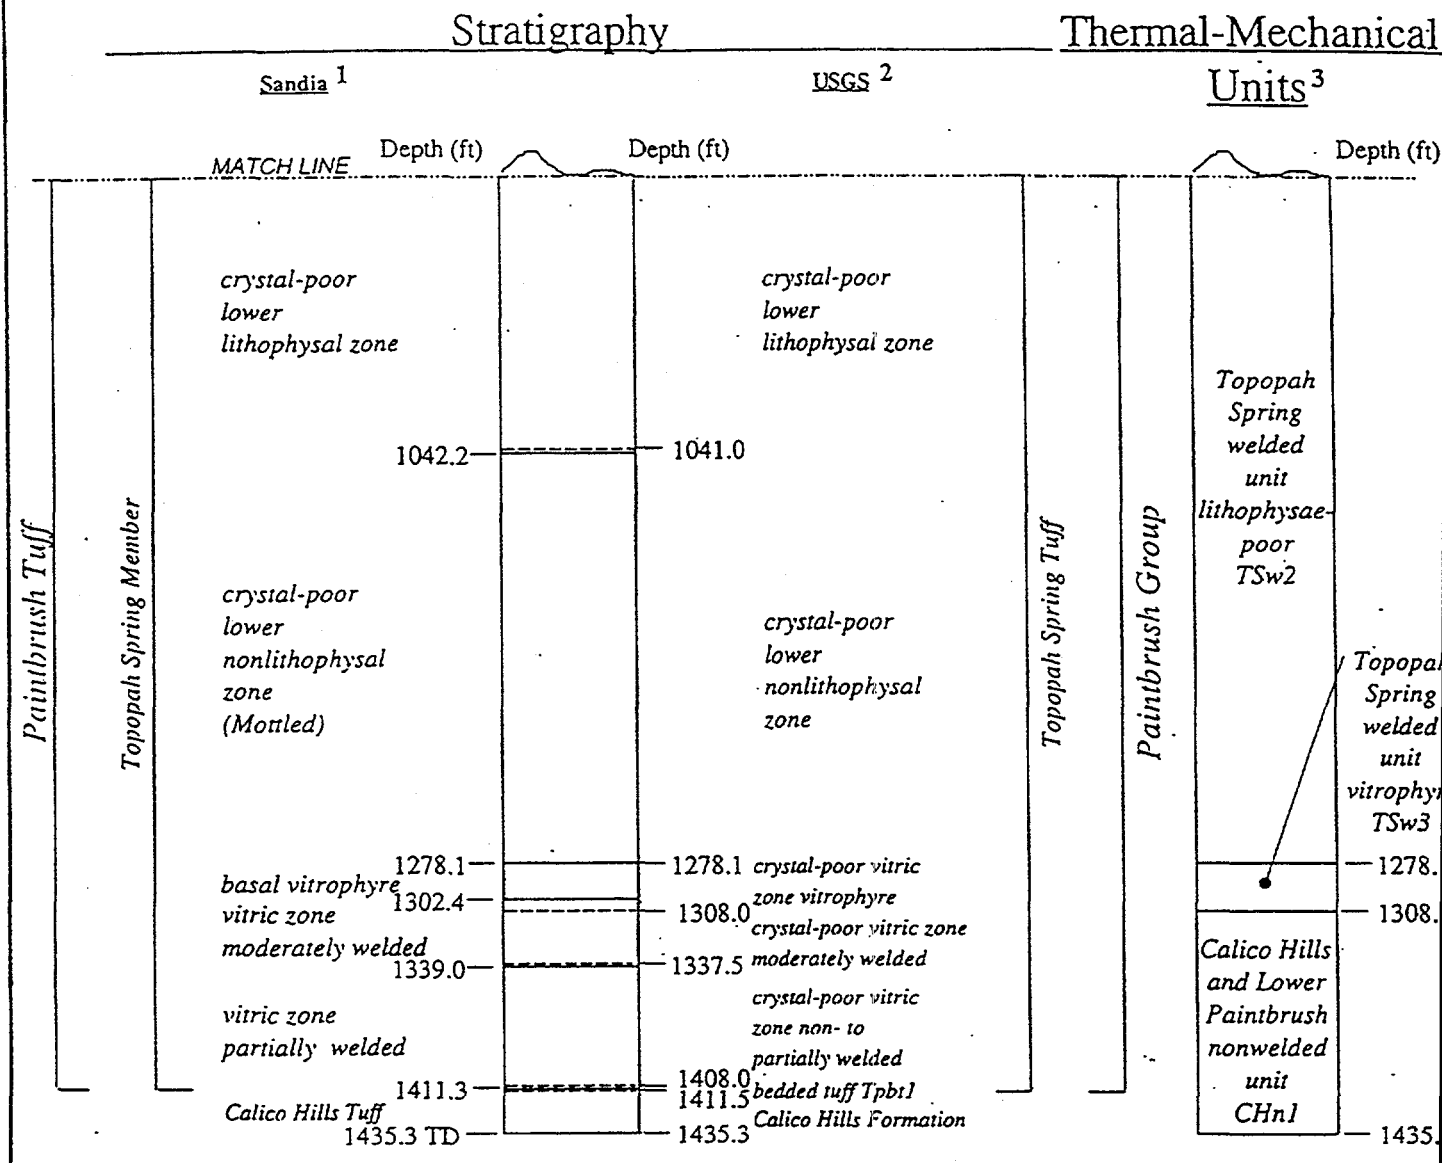 Stratigraphy
Thermal-Mechanical
Units 3
Sandia 1
USGS 2
MATCH LINE
Depth (ft)
Depth (ft)
Depth (ft)
Paintbrush Tuff
Topopah Spring Member
crystal-poor
lower
lithophysal zone
1042.2
crystal-poor
lower
nonlithophysal
zone
(Mottled)
1278.1
basal vitrophyre
1302.4
vitric zone
moderately welded
1339.0
vitric zone
partially welded
1411.3
Calico Hills Tuff
1435.3 TD
crystal-poor
lower
lithophysal zone
1041.0
crystal-poor
lower
nonlithophysal
zone
1278.1
crystal-poor vitric
zone vitrophyre
1308.0
crystal-poor vitric zone
moderately welded
1337.5
crystal-poor vitric
zone non- to
partially welded
1408.0
bedded tuff Tpbt1
1411.5
Calico Hills Formation
1435.3
Topopah Spring Tuff
Paintbrush Group
Topopah
Spring
welded
unit
lithophysae-
poor
TSw2
Topopa
Spring
welded
unit
vitrophy
TSw3
1278.
1308.
Calico Hills
and Lower
Paintbrush
nonwelded
unit
CHn1
1435.